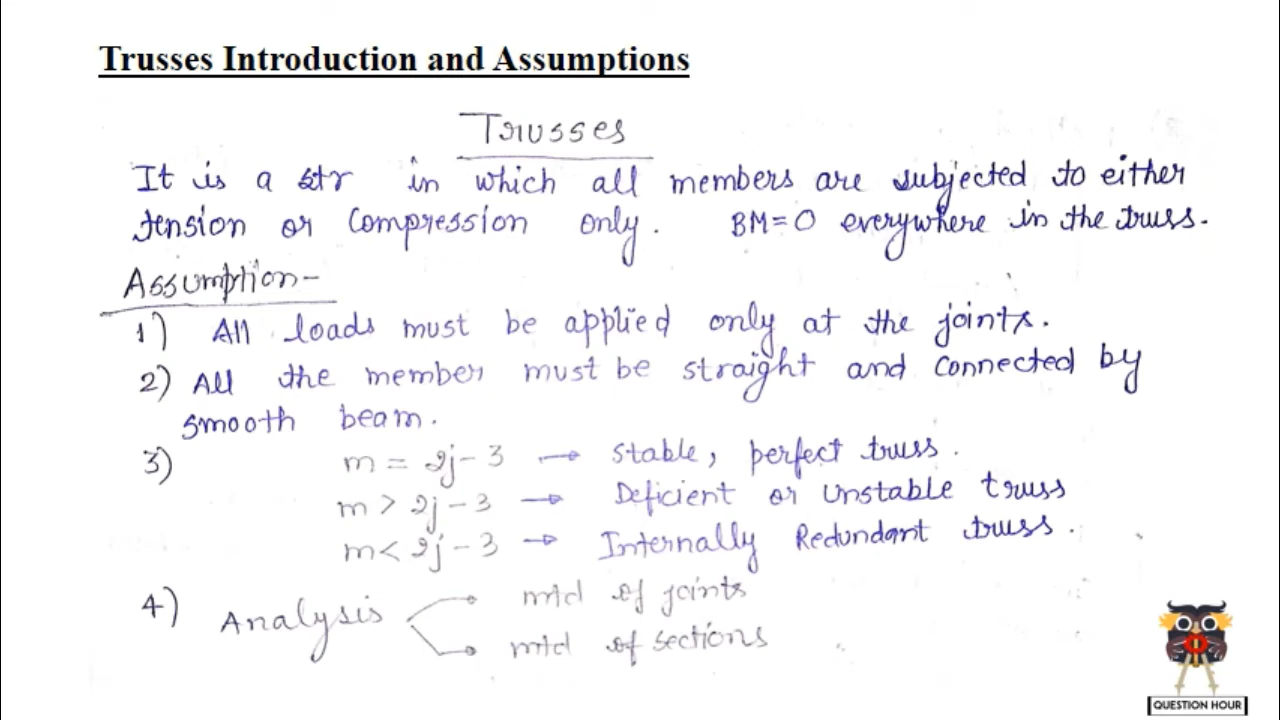 Trusses Introduction and Assumptions
Trusses
It is a str in which all members are subjected to either
tension or compression only. BM=0 everywhere in the truss.
Assumption-
1) All loads must be applied only at the joints.
2) All the member must be straight and connected by
smooth beam.
3) m = 2j-3 → Stable, perfect truss.
m > 2j-3 → Deficient or Unstable truss
m < 2j-3 → Internally Redundant truss.
4) Analysis
mtd of joints
mtd of sections
QUESTION HOUR